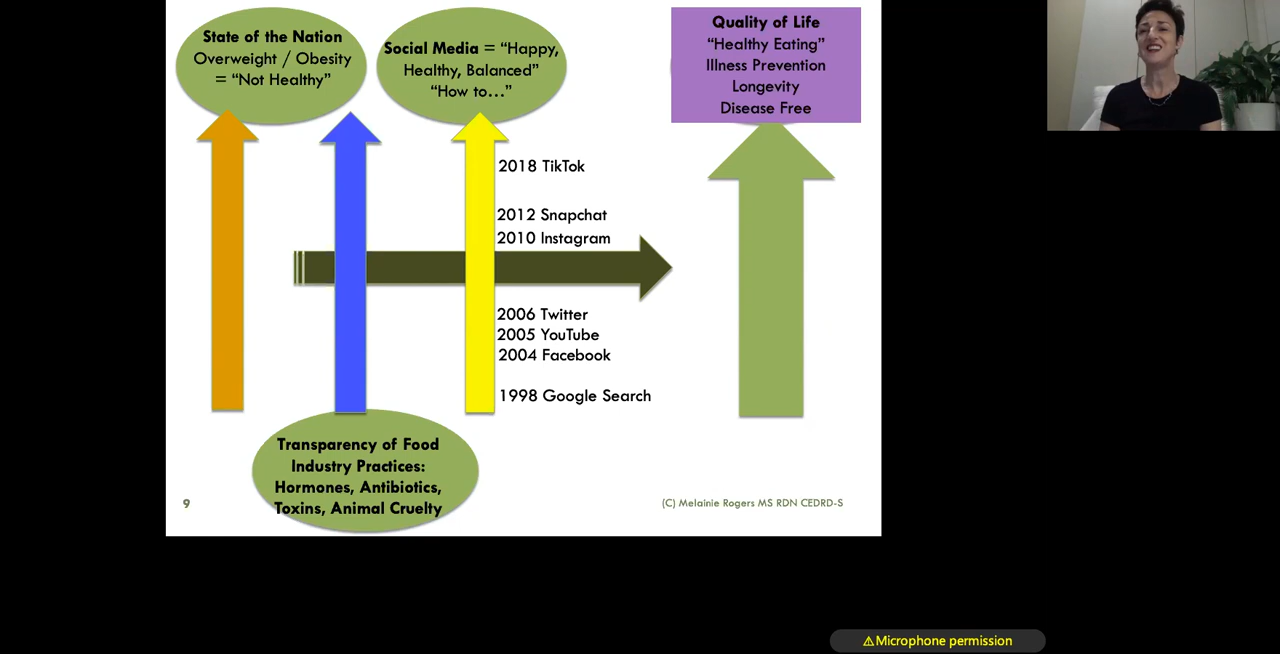 State of the Nation
Overweight / Obesity
= “Not Healthy”
Social Media = “Happy,
Healthy, Balanced”
“How to…”
Quality of Life
“Healthy Eating”
Illness Prevention
Longevity
Disease Free
2018 TikTok
2012 Snapchat
2010 Instagram
2006 Twitter
2005 YouTube
2004 Facebook
1998 Google Search
Transparency of Food
Industry Practices:
Hormones, Antibiotics,
Toxins, Animal Cruelty
9
(C) Melainie Rogers MS RDN CEDRD-S
⚠Microphone permission